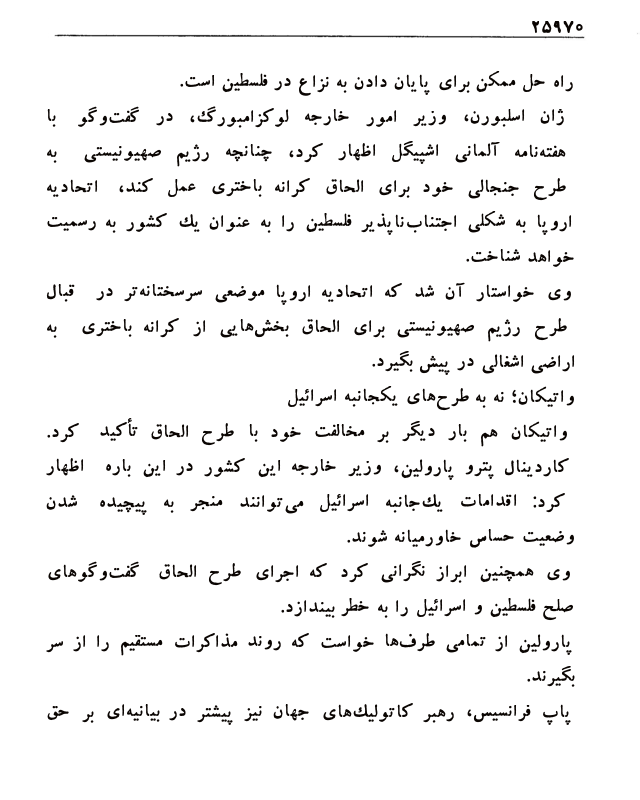 ۲۵۹۷۰
راه حل ممکن برای پایان دادن به نزاع در فلسطین است.
ژان اسلبورن، وزیر امور خارجه لوکزامبورگ، در گفت‌وگو با
هفته‌نامه آلمانی اشپیگل اظهار کرد، چنانچه رژیم صهیونیستی به
طرح جنجالی خود برای الحاق کرانه باختری عمل کند، اتحادیه
اروپا به شکلی اجتناب‌ناپذیر فلسطین را به عنوان یك کشور به رسمیت
خواهد شناخت.
وی خواستار آن شد که اتحادیه اروپا موضعی سرسختانه‌تر در قبال
طرح رژیم صهیونیستی برای الحاق بخش‌هایی از کرانه باختری به
اراضی اشغالی در پیش بگیرد.
واتیکان؛ نه به طرح‌های یکجانبه اسرائیل
واتیکان هم بار دیگر بر مخالفت خود با طرح الحاق تأکید کرد.
کاردینال پترو پارولین، وزیر خارجه این کشور در این باره اظهار
کرد: اقدامات یك‌جانبه اسرائیل می‌توانند منجر به پیچیده شدن
وضعیت حساس خاورمیانه شوند.
وی همچنین ابراز نگرانی کرد که اجرای طرح الحاق گفت‌وگوهای
صلح فلسطین و اسرائیل را به خطر بیندازد.
پارولین از تمامی طرف‌ها خواست که روند مذاکرات مستقیم را از سر
بگیرند.
پاپ فرانسیس، رهبر کاتولیك‌های جهان نیز پیشتر در بیانیه‌ای بر حق